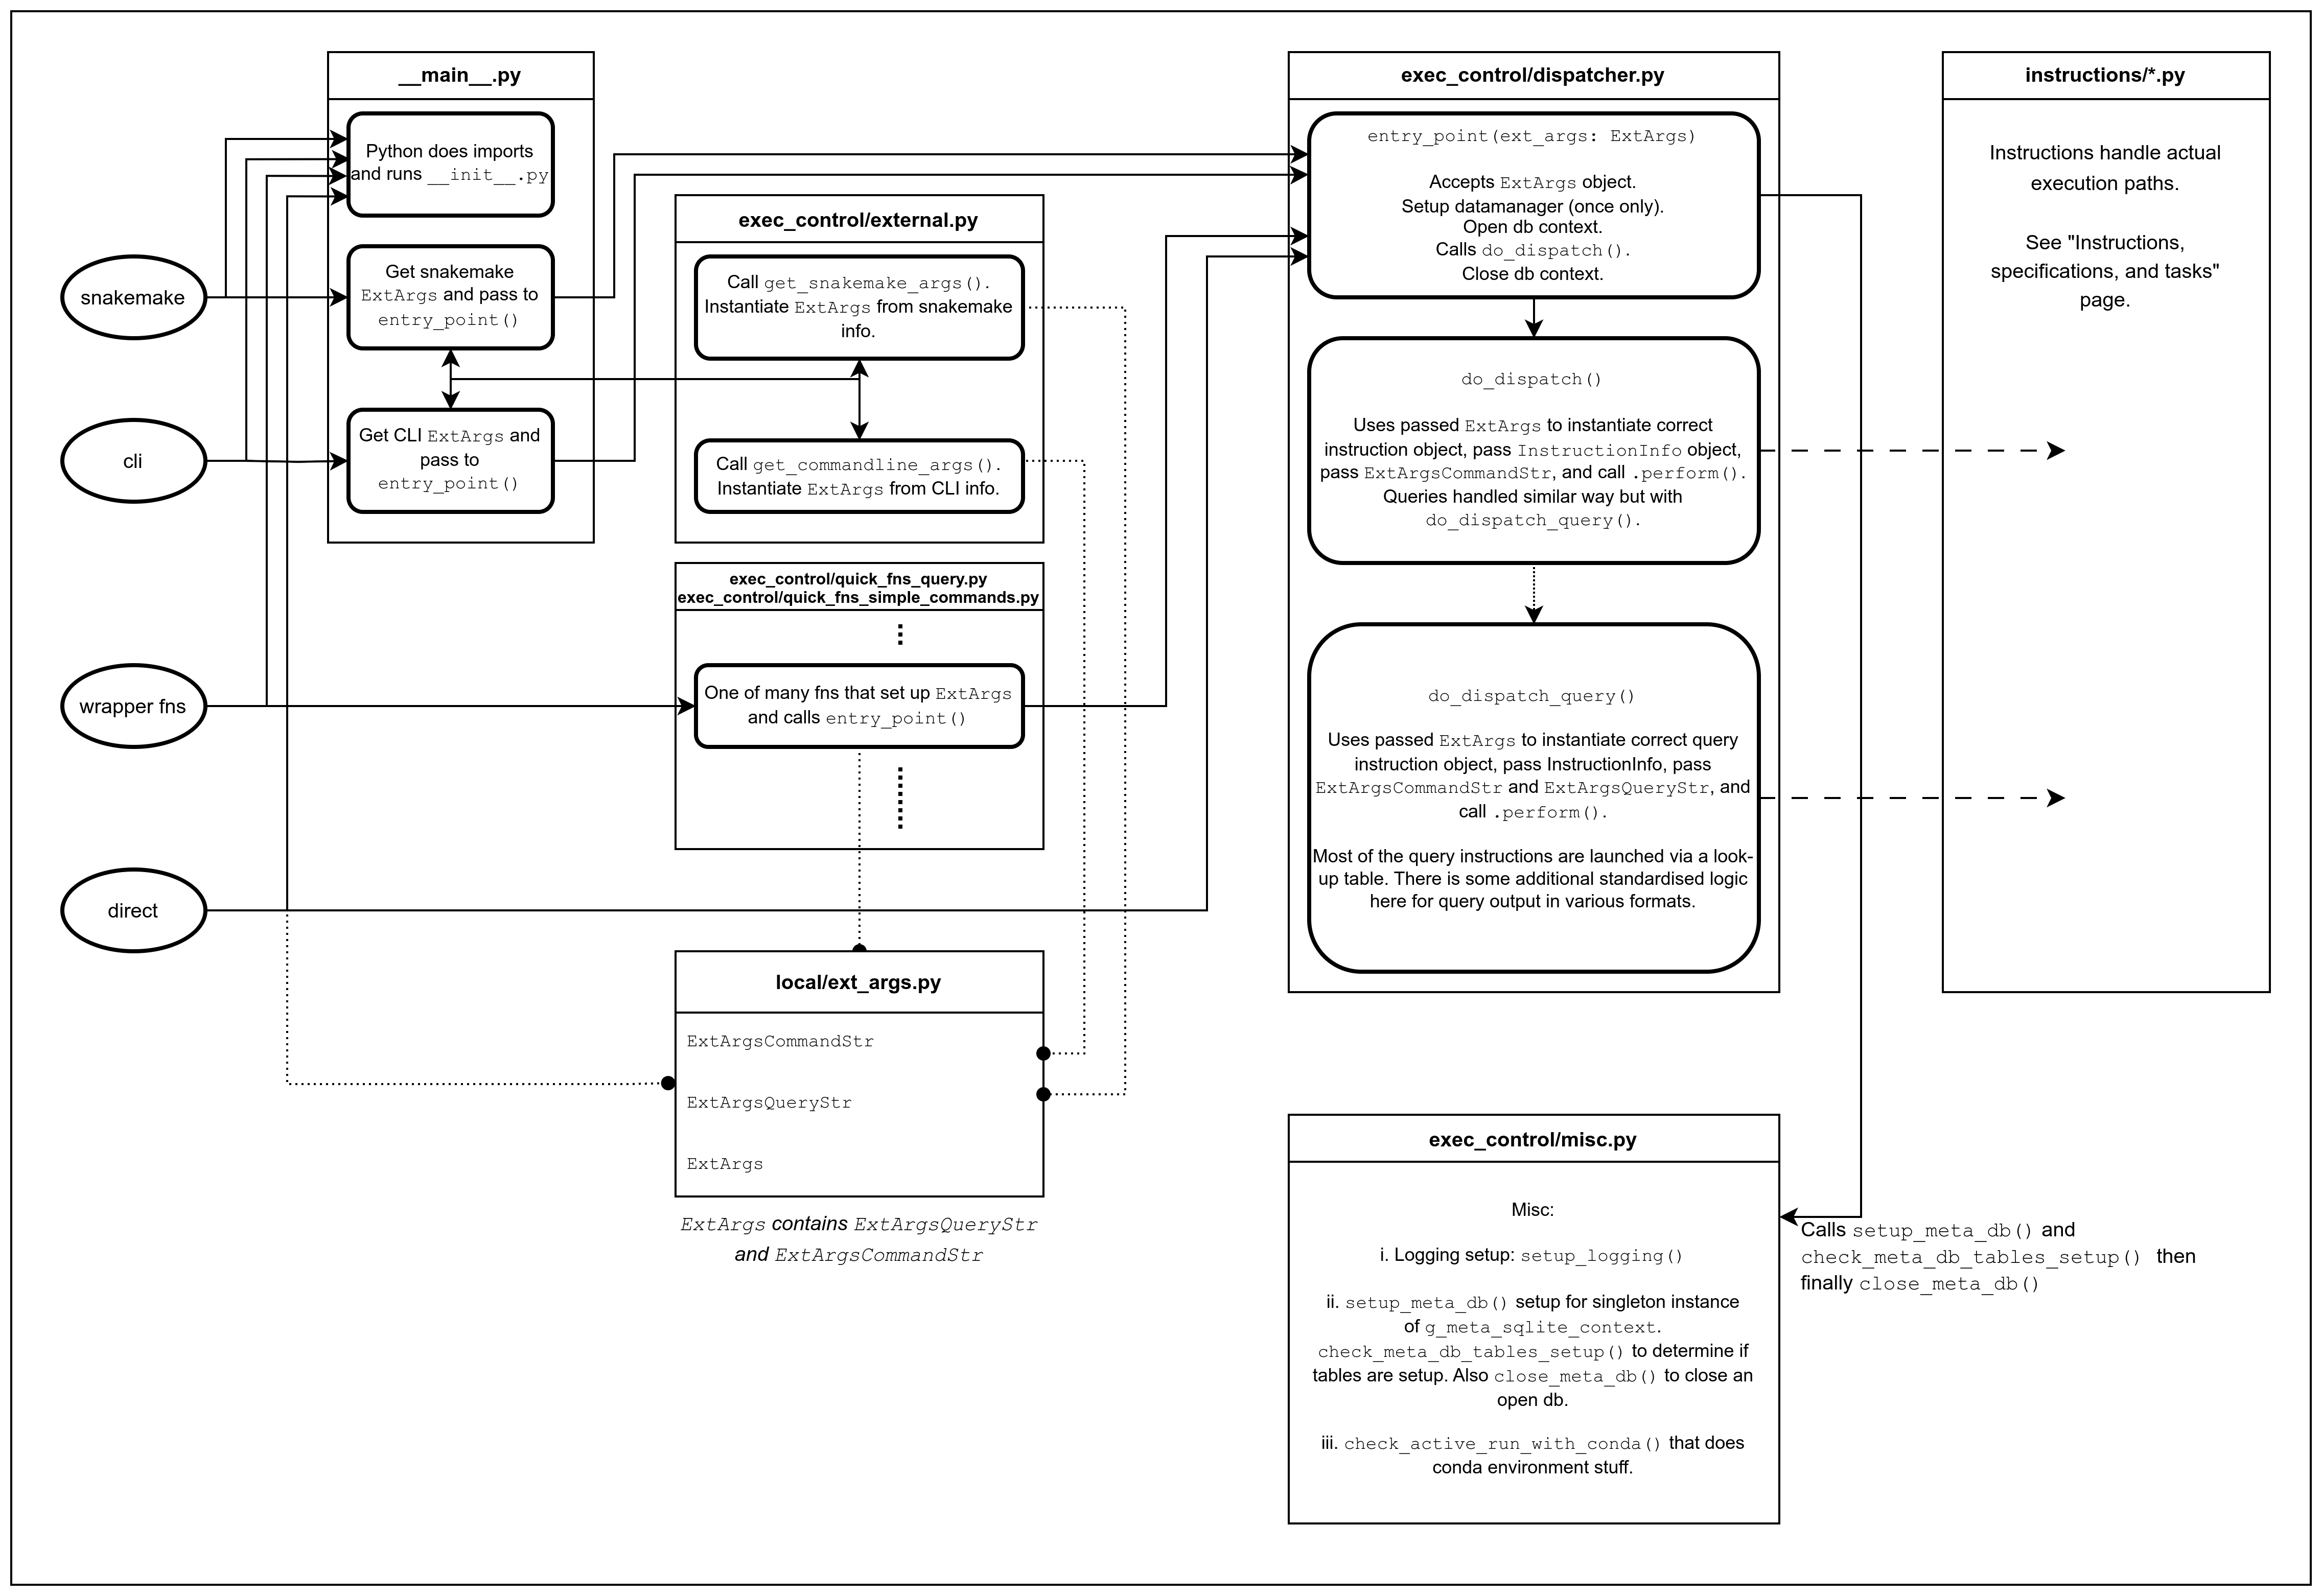 __main__.py
Python does imports
and runs __init__.py
Get snakemake
ExtArgs and pass to
entry_point()
Get CLI ExtArgs and
pass to
entry_point()
snakemake
cli
wrapper fns
direct
exec_control/external.py
Call get_snakemake_args().
Instantiate ExtArgs from snakemake
info.
Call get_commandline_args().
Instantiate ExtArgs from CLI info.
exec_control/quick_fns_query.py
exec_control/quick_fns_simple_commands.py
One of many fns that set up ExtArgs
and calls entry_point()
local/ext_args.py
ExtArgsCommandStr
ExtArgsQueryStr
ExtArgs
ExtArgs contains ExtArgsQueryStr
and ExtArgsCommandStr
exec_control/dispatcher.py
entry_point(ext_args: ExtArgs)
Accepts ExtArgs object.
Setup datamanager (once only).
Open db context.
Calls do_dispatch().
Close db context.
do_dispatch()
Uses passed ExtArgs to instantiate correct
instruction object, pass InstructionInfo object,
pass ExtArgsCommandStr, and call .perform().
Queries handled similar way but with
do_dispatch_query().
do_dispatch_query()
Uses passed ExtArgs to instantiate correct query
instruction object, pass InstructionInfo, pass
ExtArgsCommandStr and ExtArgsQueryStr, and
call .perform().
Most of the query instructions are launched via a look-
up table. There is some additional standardised logic
here for query output in various formats.
instructions/*.py
Instructions handle actual
execution paths.
See "Instructions,
specifications, and tasks"
page.
exec_control/misc.py
Misc:
i. Logging setup: setup_logging()
ii. setup_meta_db() setup for singleton instance
of g_meta_sqlite_context.
check_meta_db_tables_setup() to determine if
tables are setup. Also close_meta_db() to close an
open db.
iii. check_active_run_with_conda() that does
conda environment stuff.
Calls setup_meta_db() and
check_meta_db_tables_setup() then
finally close_meta_db()